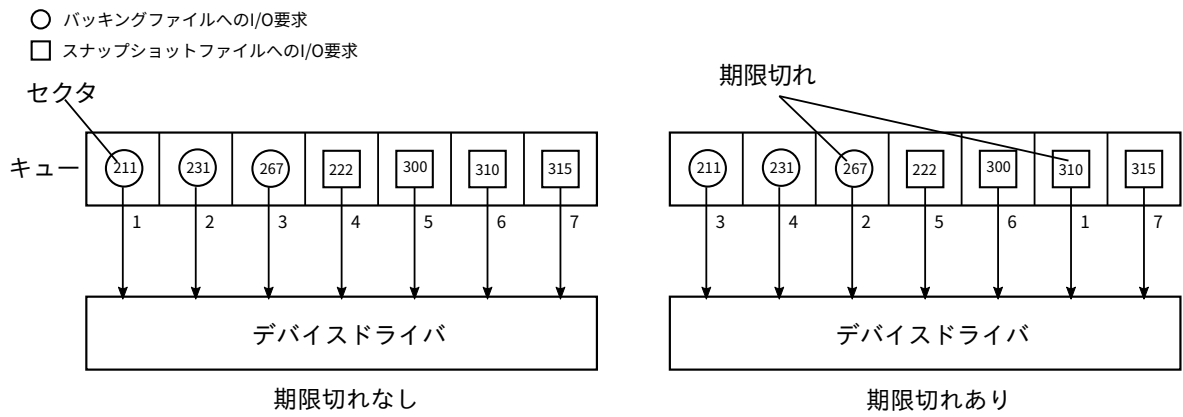 バッキングファイルへのI/O要求
スナップショットファイルへのI/O要求
セクタ
キュー
211 231 267 222 300 310 315
1 2 3 4 5 6 7
デバイスドライバ
期限切れなし
期限切れ
211 231 267 222 300 310 315
3 4 2 5 6 1 7
デバイスドライバ
期限切れあり